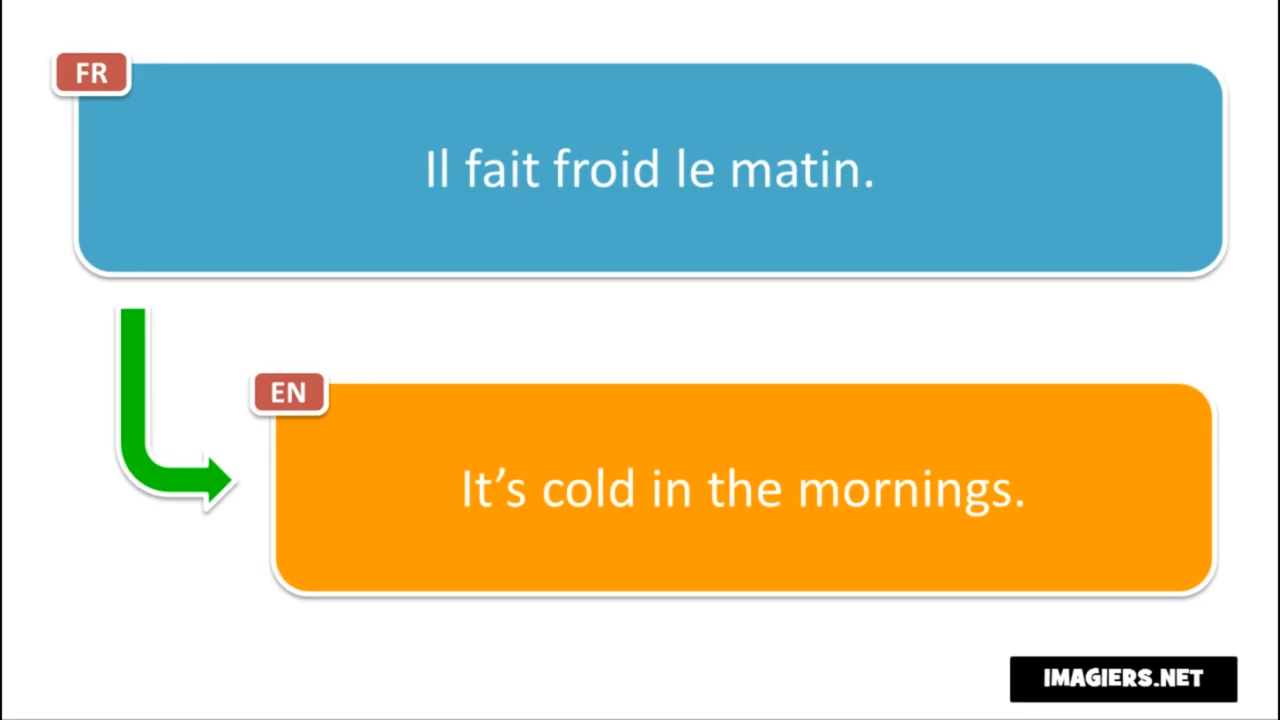 FR
Il fait froid le matin.
EN
It’s cold in the mornings.
IMAGIERS.NET